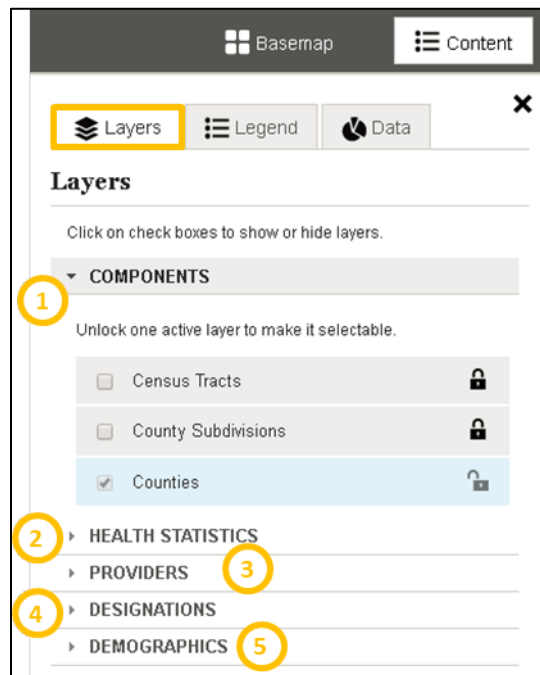 Basemap Content
Layers Legend Data
Layers
Click on check boxes to show or hide layers.
COMPONENTS
1
Unlock one active layer to make it selectable.
Census Tracts
County Subdivisions
Counties
2 HEALTH STATISTICS
PROVIDERS 3
4 DESIGNATIONS
DEMOGRAPHICS 5